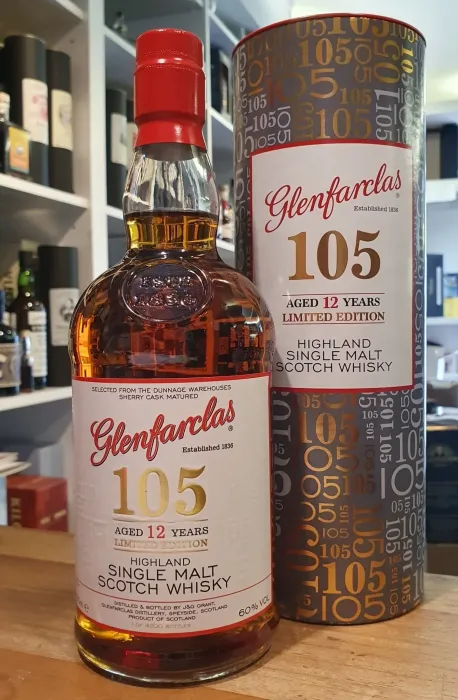 Glenfarclas
Established 1836
105
AGED 12 YEARS
LIMITED EDITION
HIGHLAND
SINGLE MALT
SCOTCH WHISKY
SELECTED FROM THE DUNNAGE WAREHOUSES
SHERRY CASK MATURED
Glenfarclas®
Established 1836
105
AGED 12 YEARS
LIMITED EDITION
HIGHLAND
SINGLE MALT
SCOTCH WHISKY
DISTILLED & BOTTLED BY J&G GRANT,
GLENFARCLAS DISTILLERY, SPEYSIDE, SCOTLAND
PRODUCT OF SCOTLAND
60% VOL